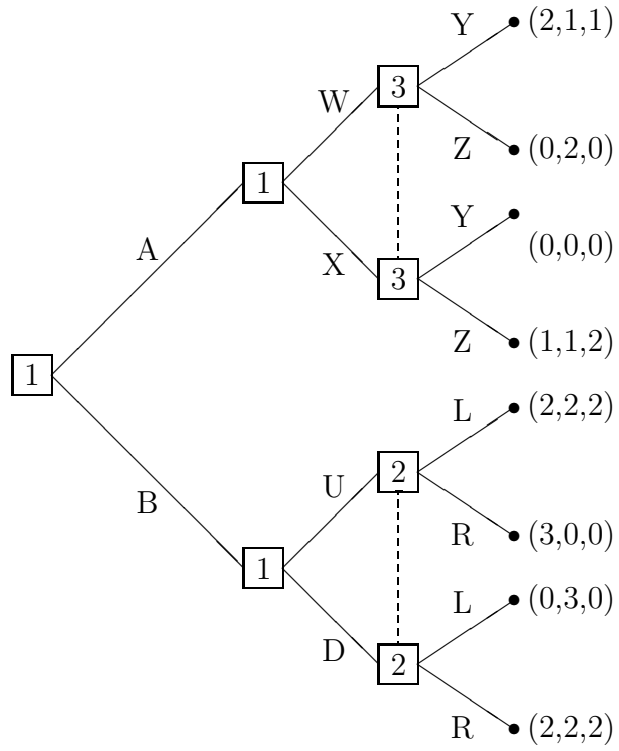 Y (2,1,1)
3
W
Z (0,2,0)
1
Y
(0,0,0)
A
X
3
Z (1,1,2)
1
L (2,2,2)
2
U
B
R (3,0,0)
1
L (0,3,0)
D
2
R (2,2,2)